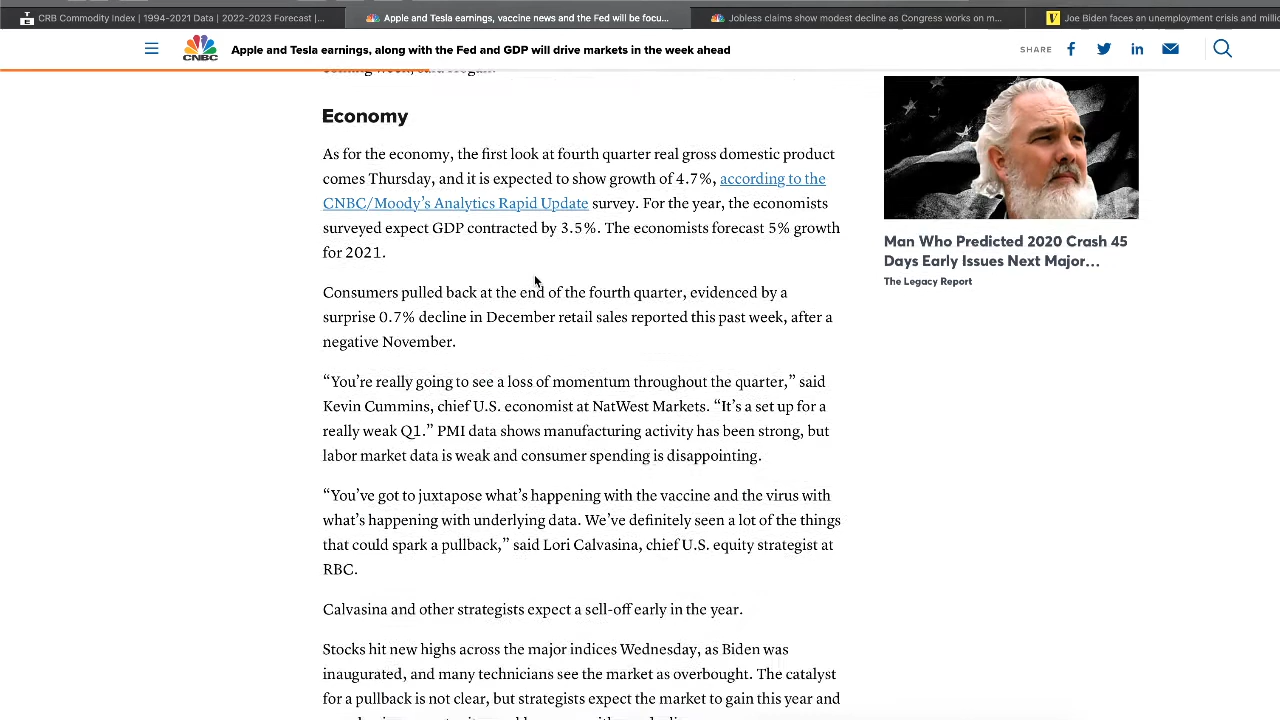 CRB Commodity Index | 1994-2021 Data | 2022-2023 Forecast |...
Apple and Tesla earnings, vaccine news and the Fed will be focu...
Jobless claims show modest decline as Congress works on m...
Joe Biden faces an unemployment crisis and millio
CNBC
Apple and Tesla earnings, along with the Fed and GDP will drive markets in the week ahead
SHARE
Economy
As for the economy, the first look at fourth quarter real gross domestic product
comes Thursday, and it is expected to show growth of 4.7%, according to the
CNBC/Moody’s Analytics Rapid Update survey. For the year, the economists
surveyed expect GDP contracted by 3.5%. The economists forecast 5% growth
for 2021.
Consumers pulled back at the end of the fourth quarter, evidenced by a
surprise 0.7% decline in December retail sales reported this past week, after a
negative November.
“You’re really going to see a loss of momentum throughout the quarter,” said
Kevin Cummins, chief U.S. economist at NatWest Markets. “It’s a set up for a
really weak Q1.” PMI data shows manufacturing activity has been strong, but
labor market data is weak and consumer spending is disappointing.
“You’ve got to juxtapose what’s happening with the vaccine and the virus with
what’s happening with underlying data. We’ve definitely seen a lot of the things
that could spark a pullback,” said Lori Calvasina, chief U.S. equity strategist at
RBC.
Calvasina and other strategists expect a sell-off early in the year.
Stocks hit new highs across the major indices Wednesday, as Biden was
inaugurated, and many technicians see the market as overbought. The catalyst
for a pullback is not clear, but strategists expect the market to gain this year and
Man Who Predicted 2020 Crash 45
Days Early Issues Next Major...
The Legacy Report